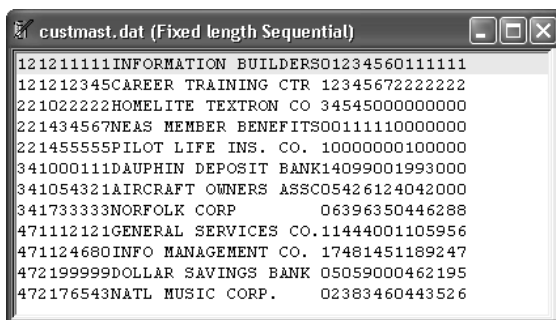 custmast.dat (Fixed length Sequential)
121211111INFORMATION BUILDERS01234560111111
121212345CAREER TRAINING CTR 12345672222222
221022222HOMELITE TEXTRON CO 34545000000000
221434567NEAS MEMBER BENEFITS00111110000000
221455555PILOT LIFE INS. CO. 10000000100000
341000111DAUPHIN DEPOSIT BANK14099001993000
341054321AIRCRAFT OWNERS ASSC05426124042000
341733333NORFOLK CORP        06396350446288
471112121GENERAL SERVICES CO.11444001105956
471124680INFO MANAGEMENT CO. 17481451189247
472199999DOLLAR SAVINGS BANK 05059000462195
472176543NATL MUSIC CORP.    02383460443526